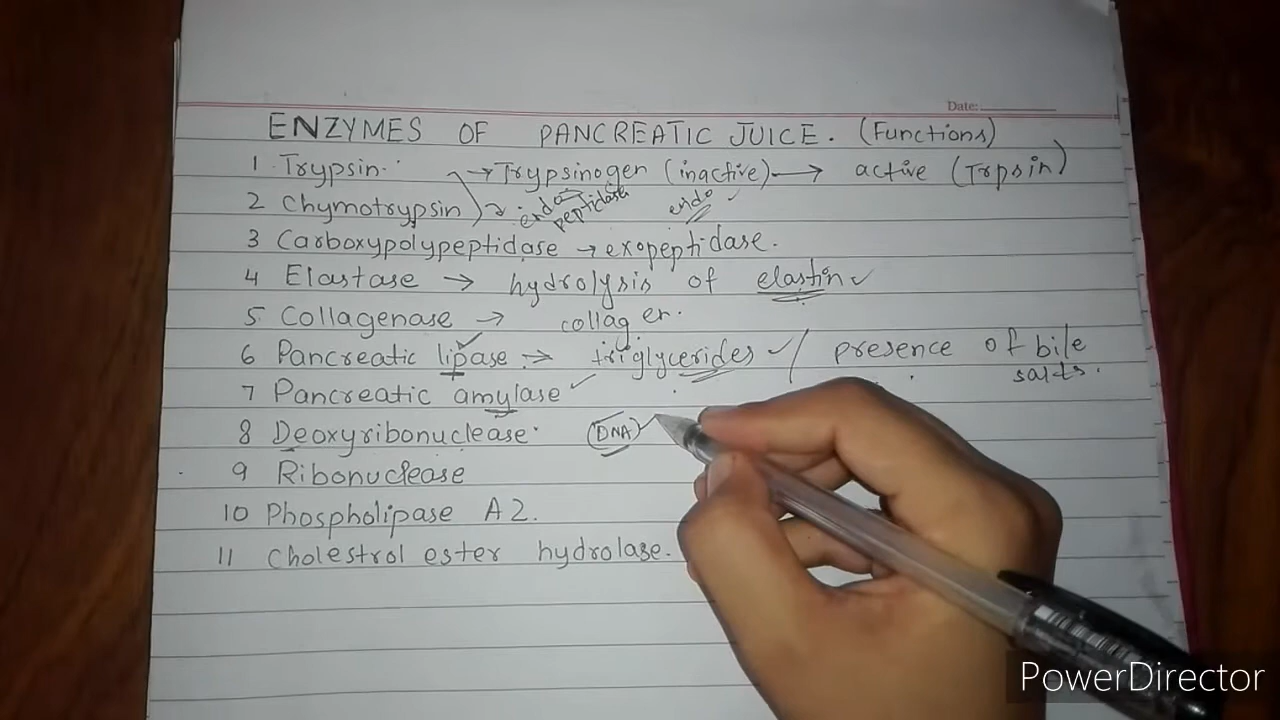 Date:
ENZYMES OF PANCREATIC JUICE. (Functions)
1 Trypsin. → Trypsinogen (inactive) → active (Trpsin)
2 Chymotrypsin → endo peptidase endo
3 Carboxypolypeptidase → exopeptidase.
4 Elastase → hydrolysis of elastin
5 Collagenase → collagen.
6 Pancreatic lipase → triglycerides / presence of bile salts.
7 Pancreatic amylase
8 Deoxyribonuclease (DNA)
9 Ribonuclease
10 Phospholipase A2.
11 Cholestrol ester hydrolase.
PowerDirector